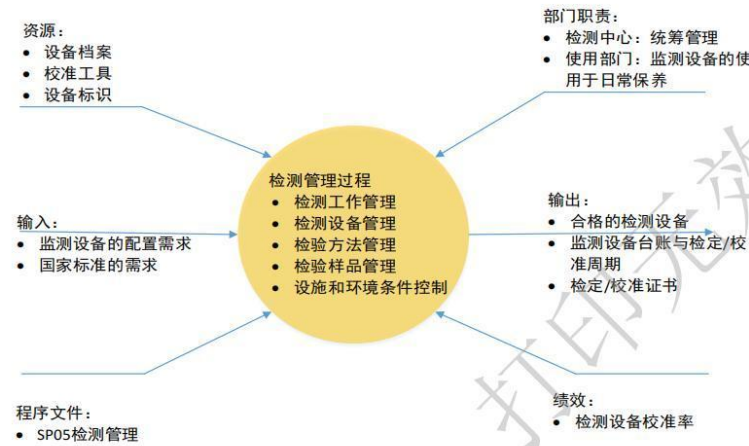 资源：
● 设备档案
● 校准工具
● 设备标识
部门职责：
● 检测中心：统筹管理
● 使用部门：监测设备的使
用于日常保养
检测管理过程
● 检测工作管理
● 检测设备管理
● 检验方法管理
● 检验样品管理
● 设施和环境条件控制
输入：
● 监测设备的配置需求
● 国家标准的需求
输出：
● 合格的检测设备
● 监测设备台账与检定/校
准周期
● 检定/校准证书
程序文件：
● SP05检测管理
绩效：
● 检测设备校准率
打印无效